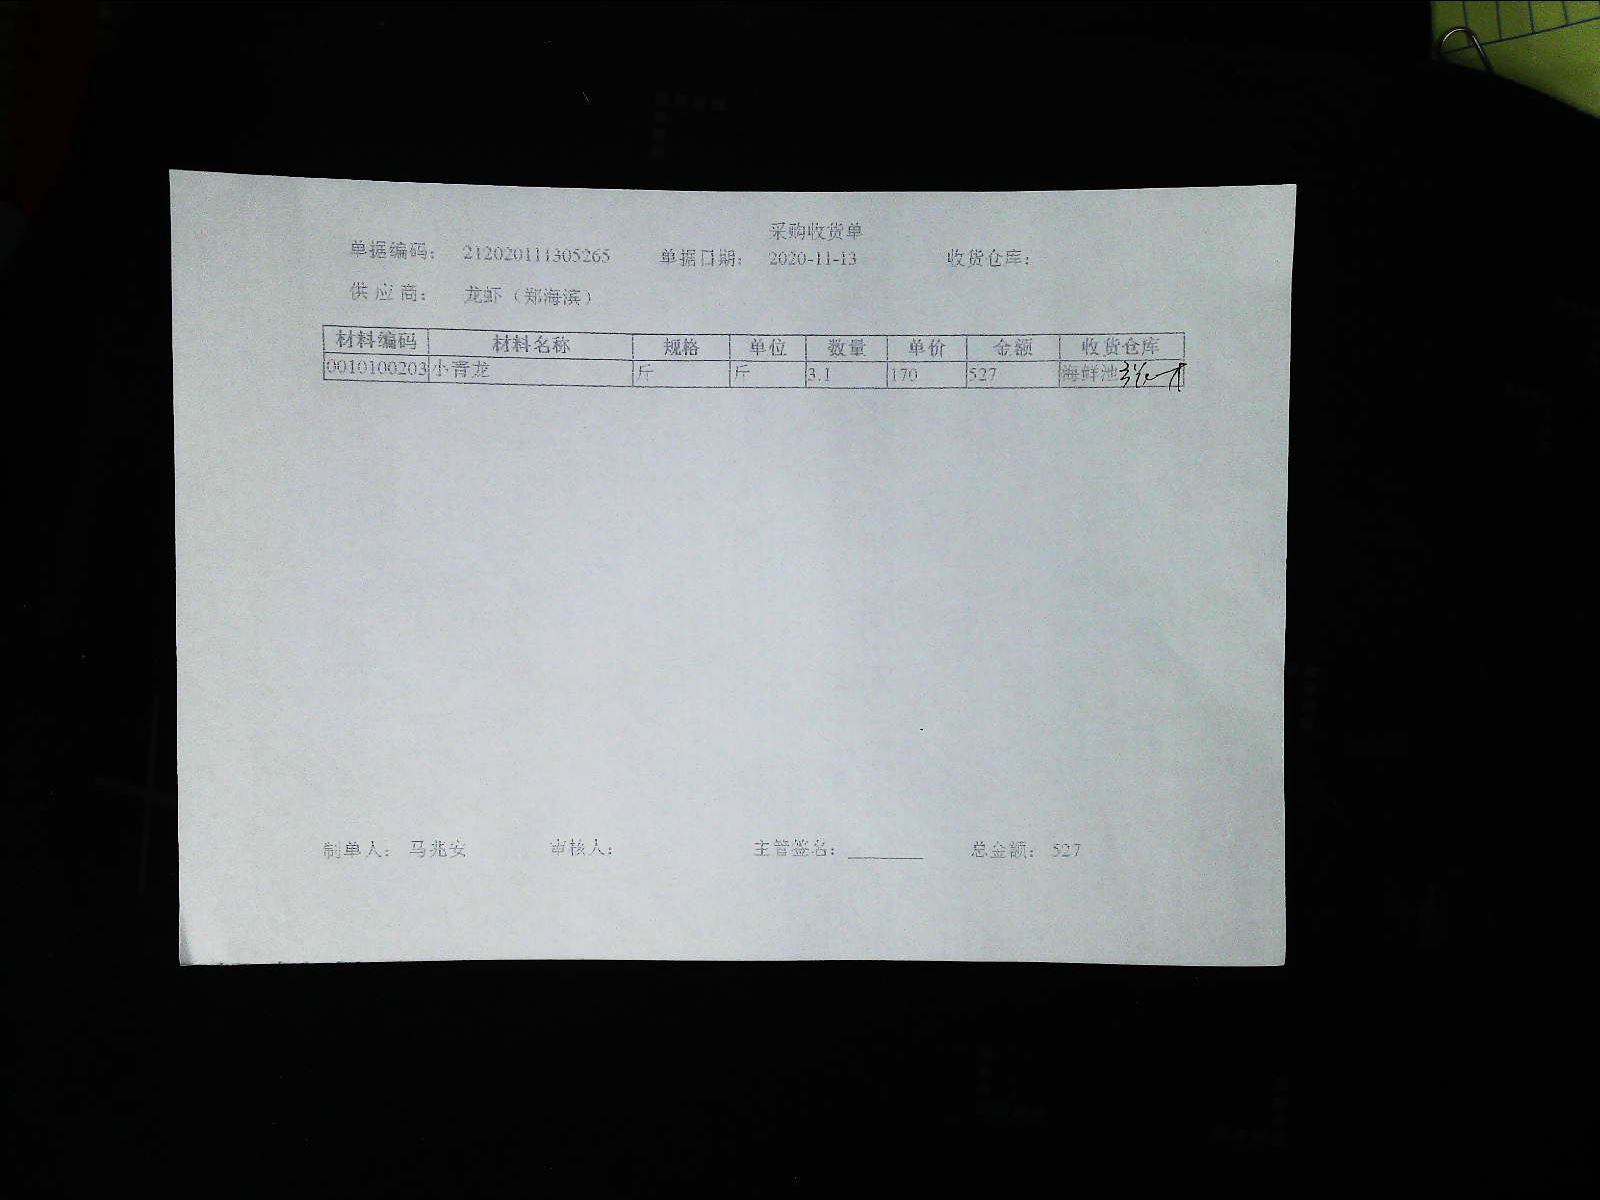 采购收货单
单据编码： 212020111305265 单据日期： 2020-11-13 收货仓库：
供 应 商： 龙虾（郑海滨）
材料编码 材料名称 规格 单位 数量 单价 金额 收货仓库
0010100203 小青龙 斤 斤 3.1 170 527 海鲜池
制单人： 马兆安 审核人： 主管签名： 总金额： 527